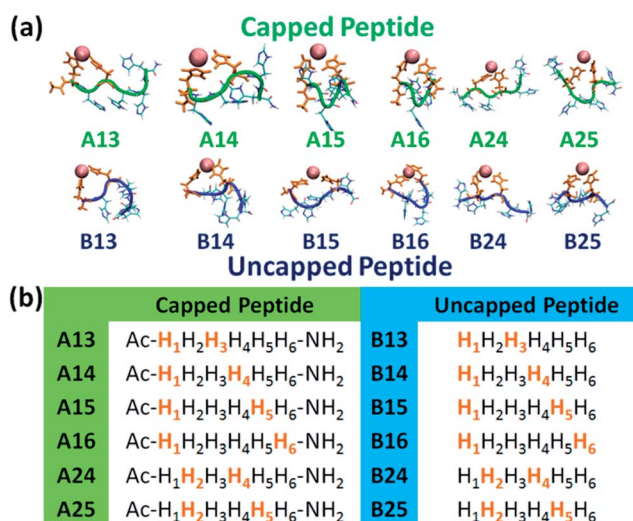 (a) Capped Peptide
A13 A14 A15 A16 A24 A25
B13 B14 B15 B16 B24 B25
Uncapped Peptide
(b) Capped Peptide Uncapped Peptide
A13 Ac-H₁H₂H₃H₄H₅H₆-NH₂ B13 H₁H₂H₃H₄H₅H₆
A14 Ac-H₁H₂H₃H₄H₅H₆-NH₂ B14 H₁H₂H₃H₄H₅H₆
A15 Ac-H₁H₂H₃H₄H₅H₆-NH₂ B15 H₁H₂H₃H₄H₅H₆
A16 Ac-H₁H₂H₃H₄H₅H₆-NH₂ B16 H₁H₂H₃H₄H₅H₆
A24 Ac-H₁H₂H₃H₄H₅H₆-NH₂ B24 H₁H₂H₃H₄H₅H₆
A25 Ac-H₁H₂H₃H₄H₅H₆-NH₂ B25 H₁H₂H₃H₄H₅H₆